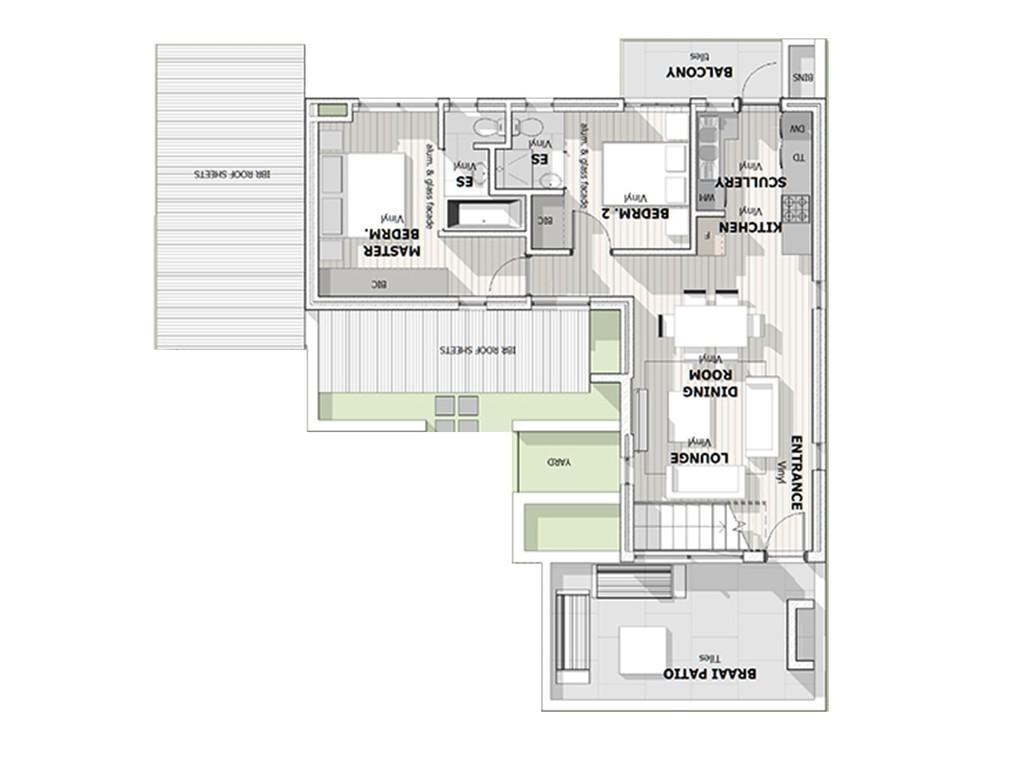 BALCONY
tiles
BINS
IBR ROOF SHEETS
DW
TD
SCULLERY
Vinyl
WM
KITCHEN
Vinyl
F
ES
Vinyl
ES
Vinyl
alum. & glass facade
alum. & glass facade
BEDRM. 2
Vinyl
BIC
MASTER
BEDRM.
Vinyl
BIC
IBR ROOF SHEETS
DINING
ROOM
Vinyl
LOUNGE
Vinyl
ENTRANCE
Vinyl
YARD
BRAAI PATIO
Tiles